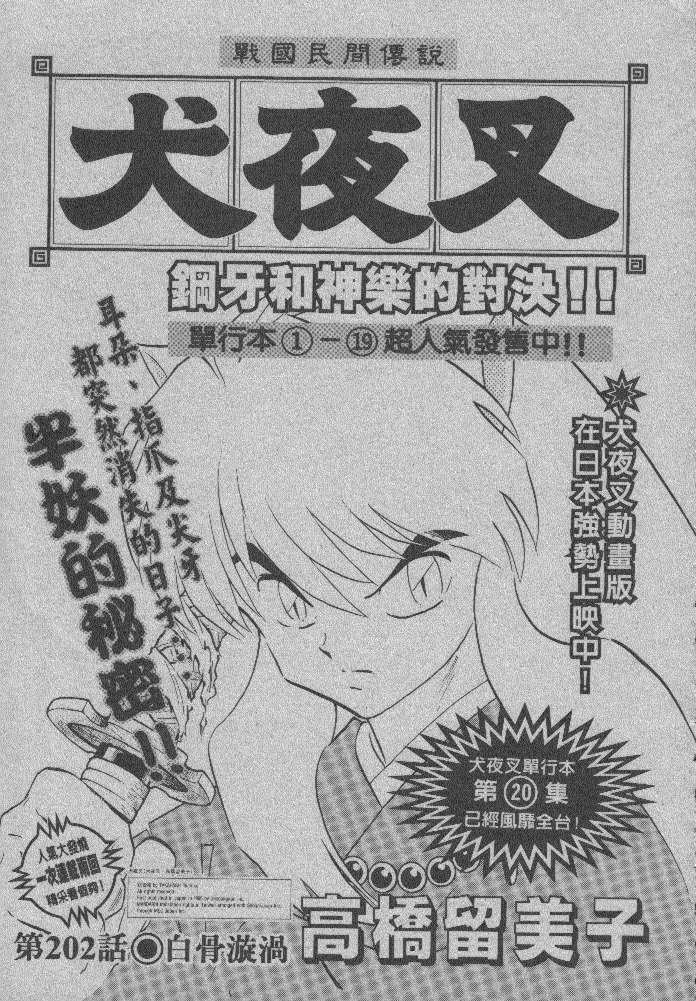 戰國民間傳說
犬夜叉
鋼牙和神樂的對決!!
單行本①－⑲超人氣發售中!!
耳朵、指爪及尖牙
都突然消失的日子…
半妖的秘密!!
犬夜叉動畫版
在日本強勢上映中!
犬夜叉單行本
第⑳集
已經風靡全台!
人氣大發燒
一次連載兩回
精采看個夠!
All rights reserved
第202話●白骨漩渦
高橋留美子